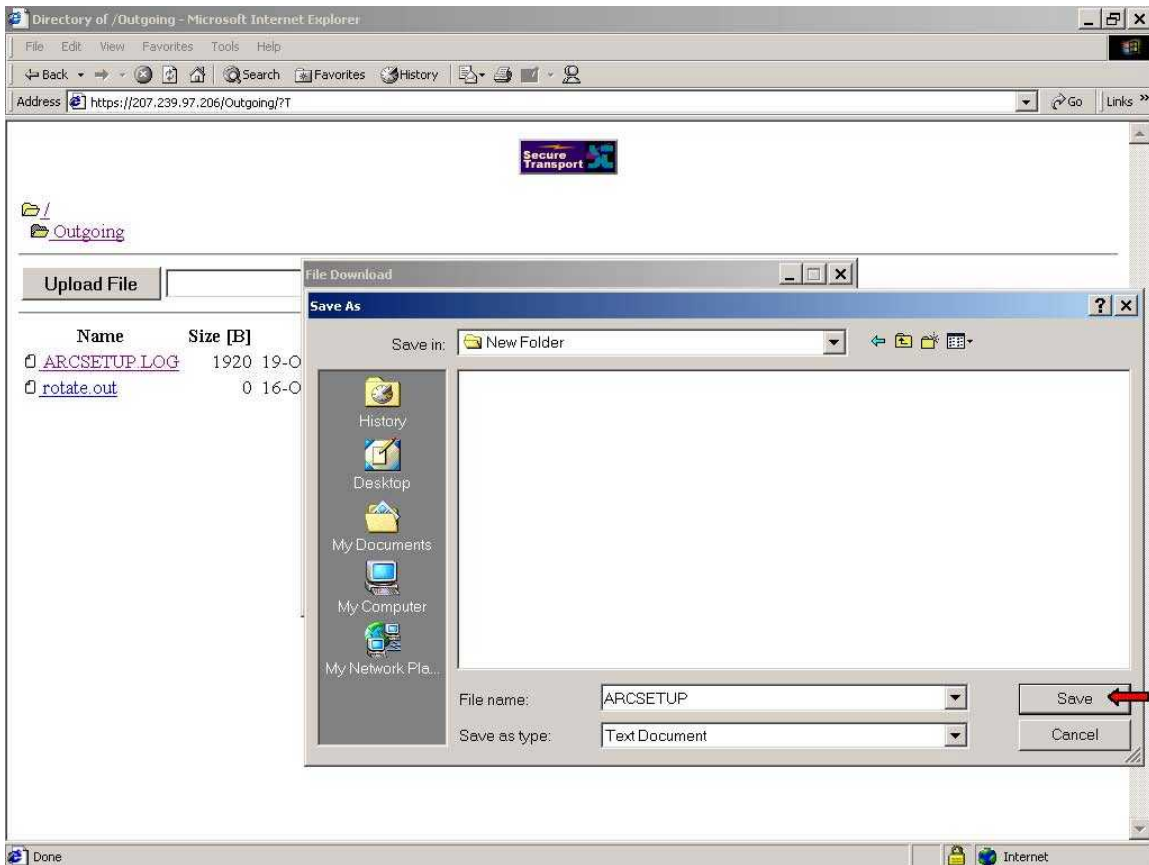 Directory of /Outgoing - Microsoft Internet Explorer
File Edit View Favorites Tools Help
Back Search Favorites History
Address https://207.239.97.206/Outgoing/?T Go Links »
Secure
Transport
/
Outgoing
Upload File
File Download
Save As
Name Size [B]
ARCSETUP.LOG 1920 19-O
rotate.out 0 16-O
Save in: New Folder
History
Desktop
My Documents
My Computer
My Network Pla...
File name: ARCSETUP Save
Save as type: Text Document Cancel
Done Internet